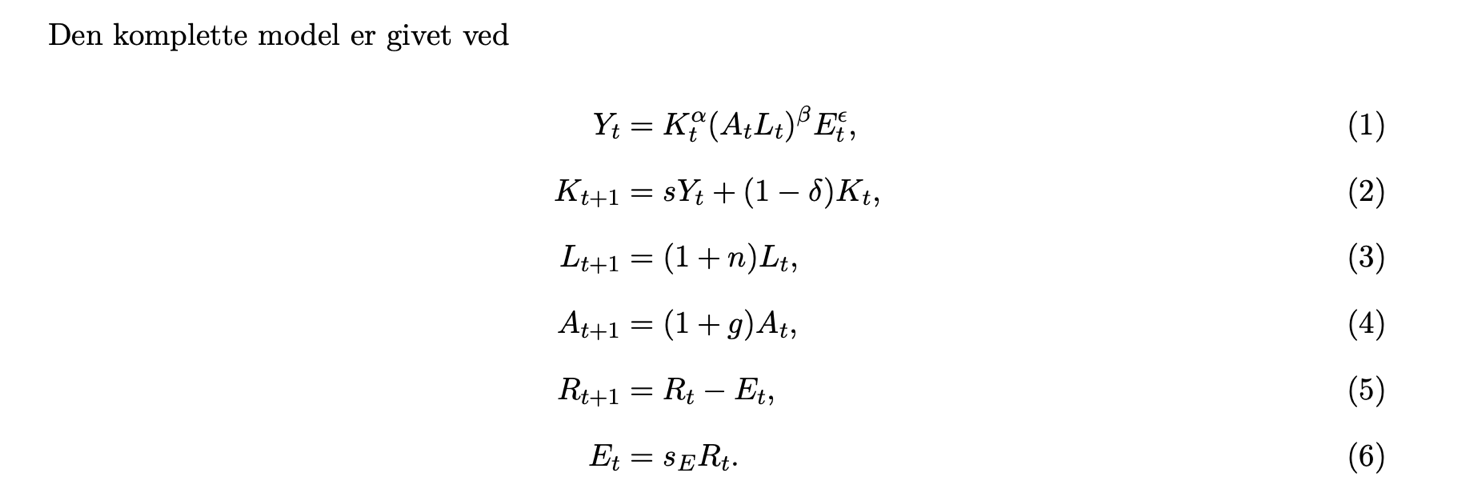 Den komplette model er givet ved
Y_t = K_t^α (A_t L_t)^β E_t^ϵ, (1)
K_{t+1} = sY_t + (1 − δ)K_t, (2)
L_{t+1} = (1 + n)L_t, (3)
A_{t+1} = (1 + g)A_t, (4)
R_{t+1} = R_t − E_t, (5)
E_t = s_E R_t. (6)